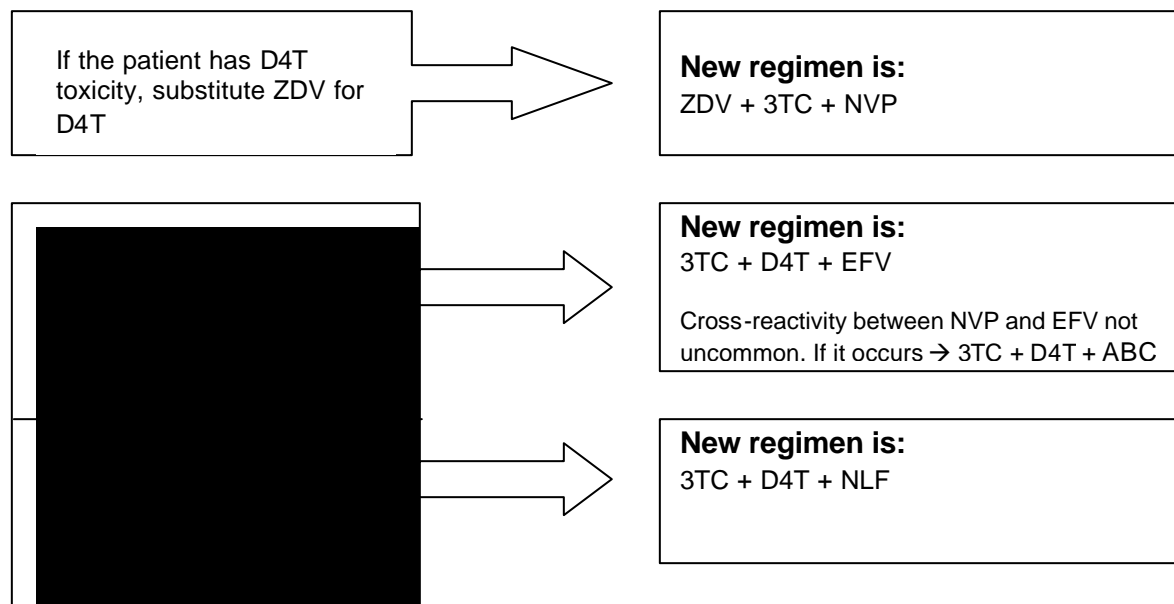 If the patient has D4T
toxicity, substitute ZDV for
D4T
New regimen is:
ZDV + 3TC + NVP
New regimen is:
3TC + D4T + EFV
Cross-reactivity between NVP and EFV not
uncommon. If it occurs → 3TC + D4T + ABC
New regimen is:
3TC + D4T + NLF